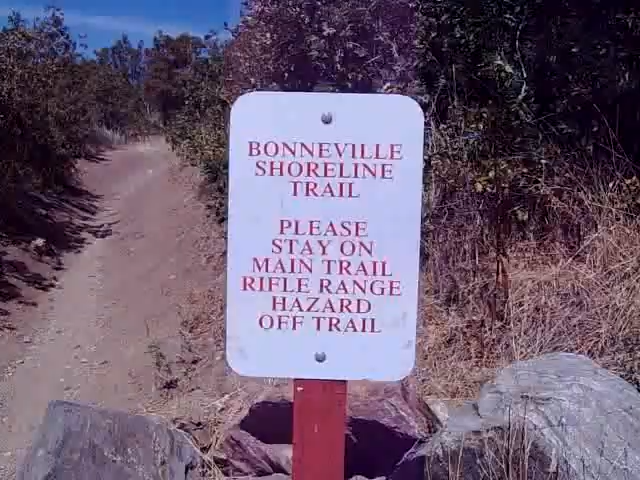 BONNEVILLE
SHORELINE
TRAIL
PLEASE
STAY ON
MAIN TRAIL
RIFLE RANGE
HAZARD
OFF TRAIL